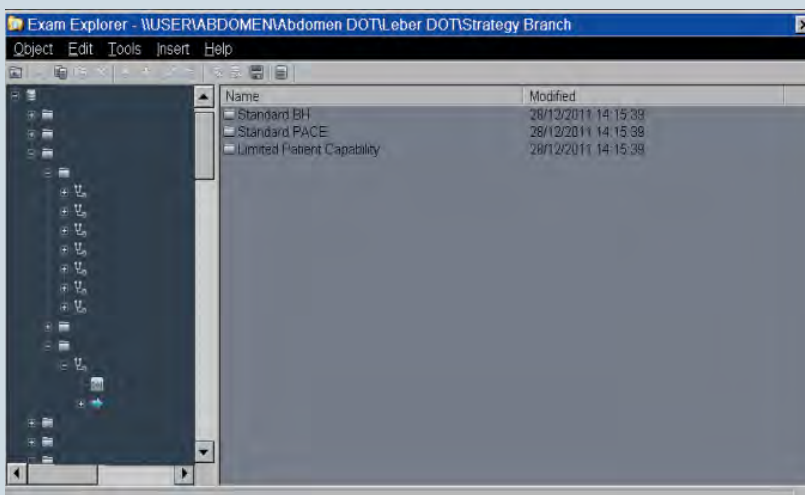 Exam Explorer - \\USER\ABDOMEN\Abdomen DOT\Leber DOT\Strategy Branch
Object Edit Tools Insert Help
Name Modified
Standard BH 28/12/2011 14:15:39
Standard PACE 28/12/2011 14:15:39
Limited Patient Capability 28/12/2011 14:15:39